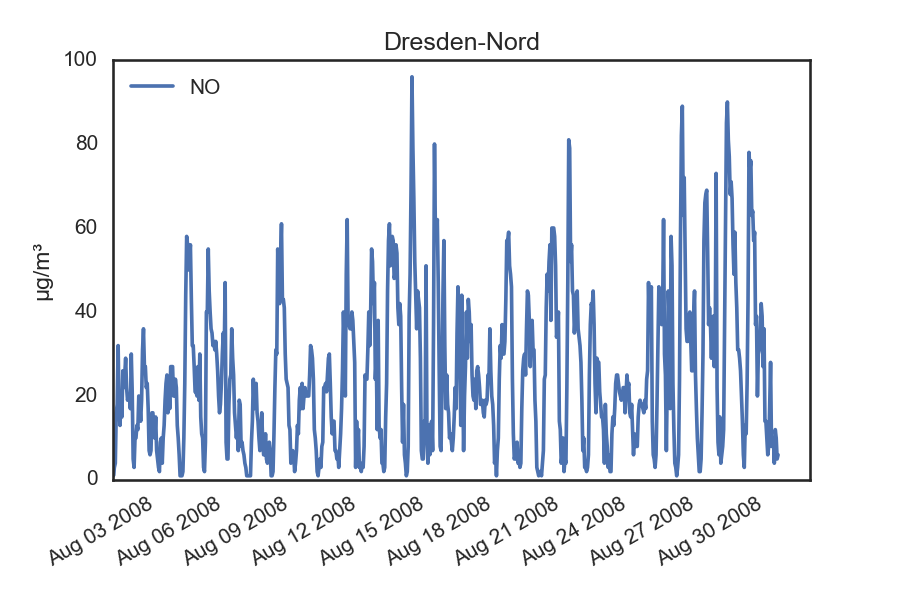 Dresden-Nord
100
80
60
40
20
0
µg/m³
NO
Aug 03 2008
Aug 06 2008
Aug 09 2008
Aug 12 2008
Aug 15 2008
Aug 18 2008
Aug 21 2008
Aug 24 2008
Aug 27 2008
Aug 30 2008